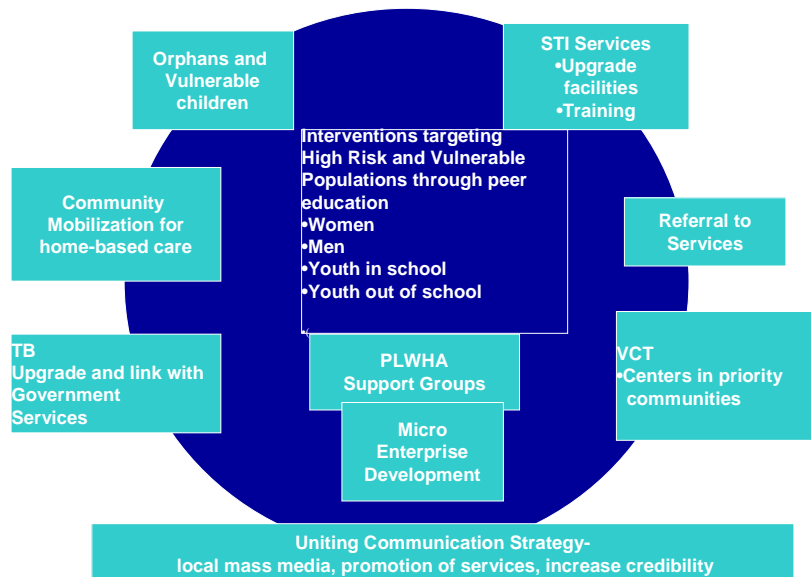 Orphans and
Vulnerable
children
STI Services
•Upgrade
facilities
•Training
Interventions targeting
High Risk and Vulnerable
Populations through peer
education
•Women
•Men
•Youth in school
•Youth out of school
Community
Mobilization for
home-based care
Referral to
Services
TB
Upgrade and link with
Government
Services
PLWHA
Support Groups
VCT
•Centers in priority
communities
Micro
Enterprise
Development
Uniting Communication Strategy-
local mass media, promotion of services, increase credibility